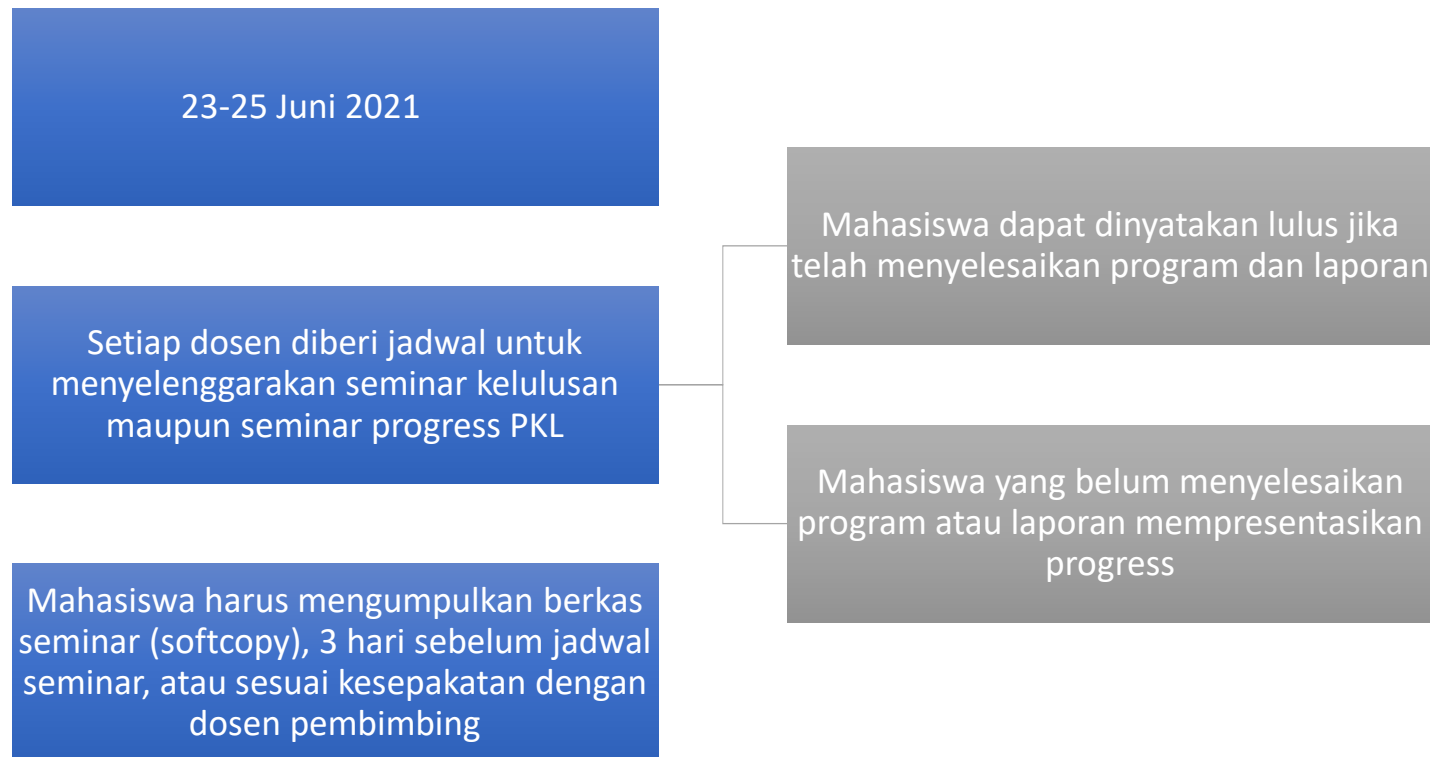 23-25 Juni 2021
Setiap dosen diberi jadwal untuk
menyelenggarakan seminar kelulusan
maupun seminar progress PKL
Mahasiswa dapat dinyatakan lulus jika
telah menyelesaikan program dan laporan
Mahasiswa yang belum menyelesaikan
program atau laporan mempresentasikan
progress
Mahasiswa harus mengumpulkan berkas
seminar (softcopy), 3 hari sebelum jadwal
seminar, atau sesuai kesepakatan dengan
dosen pembimbing